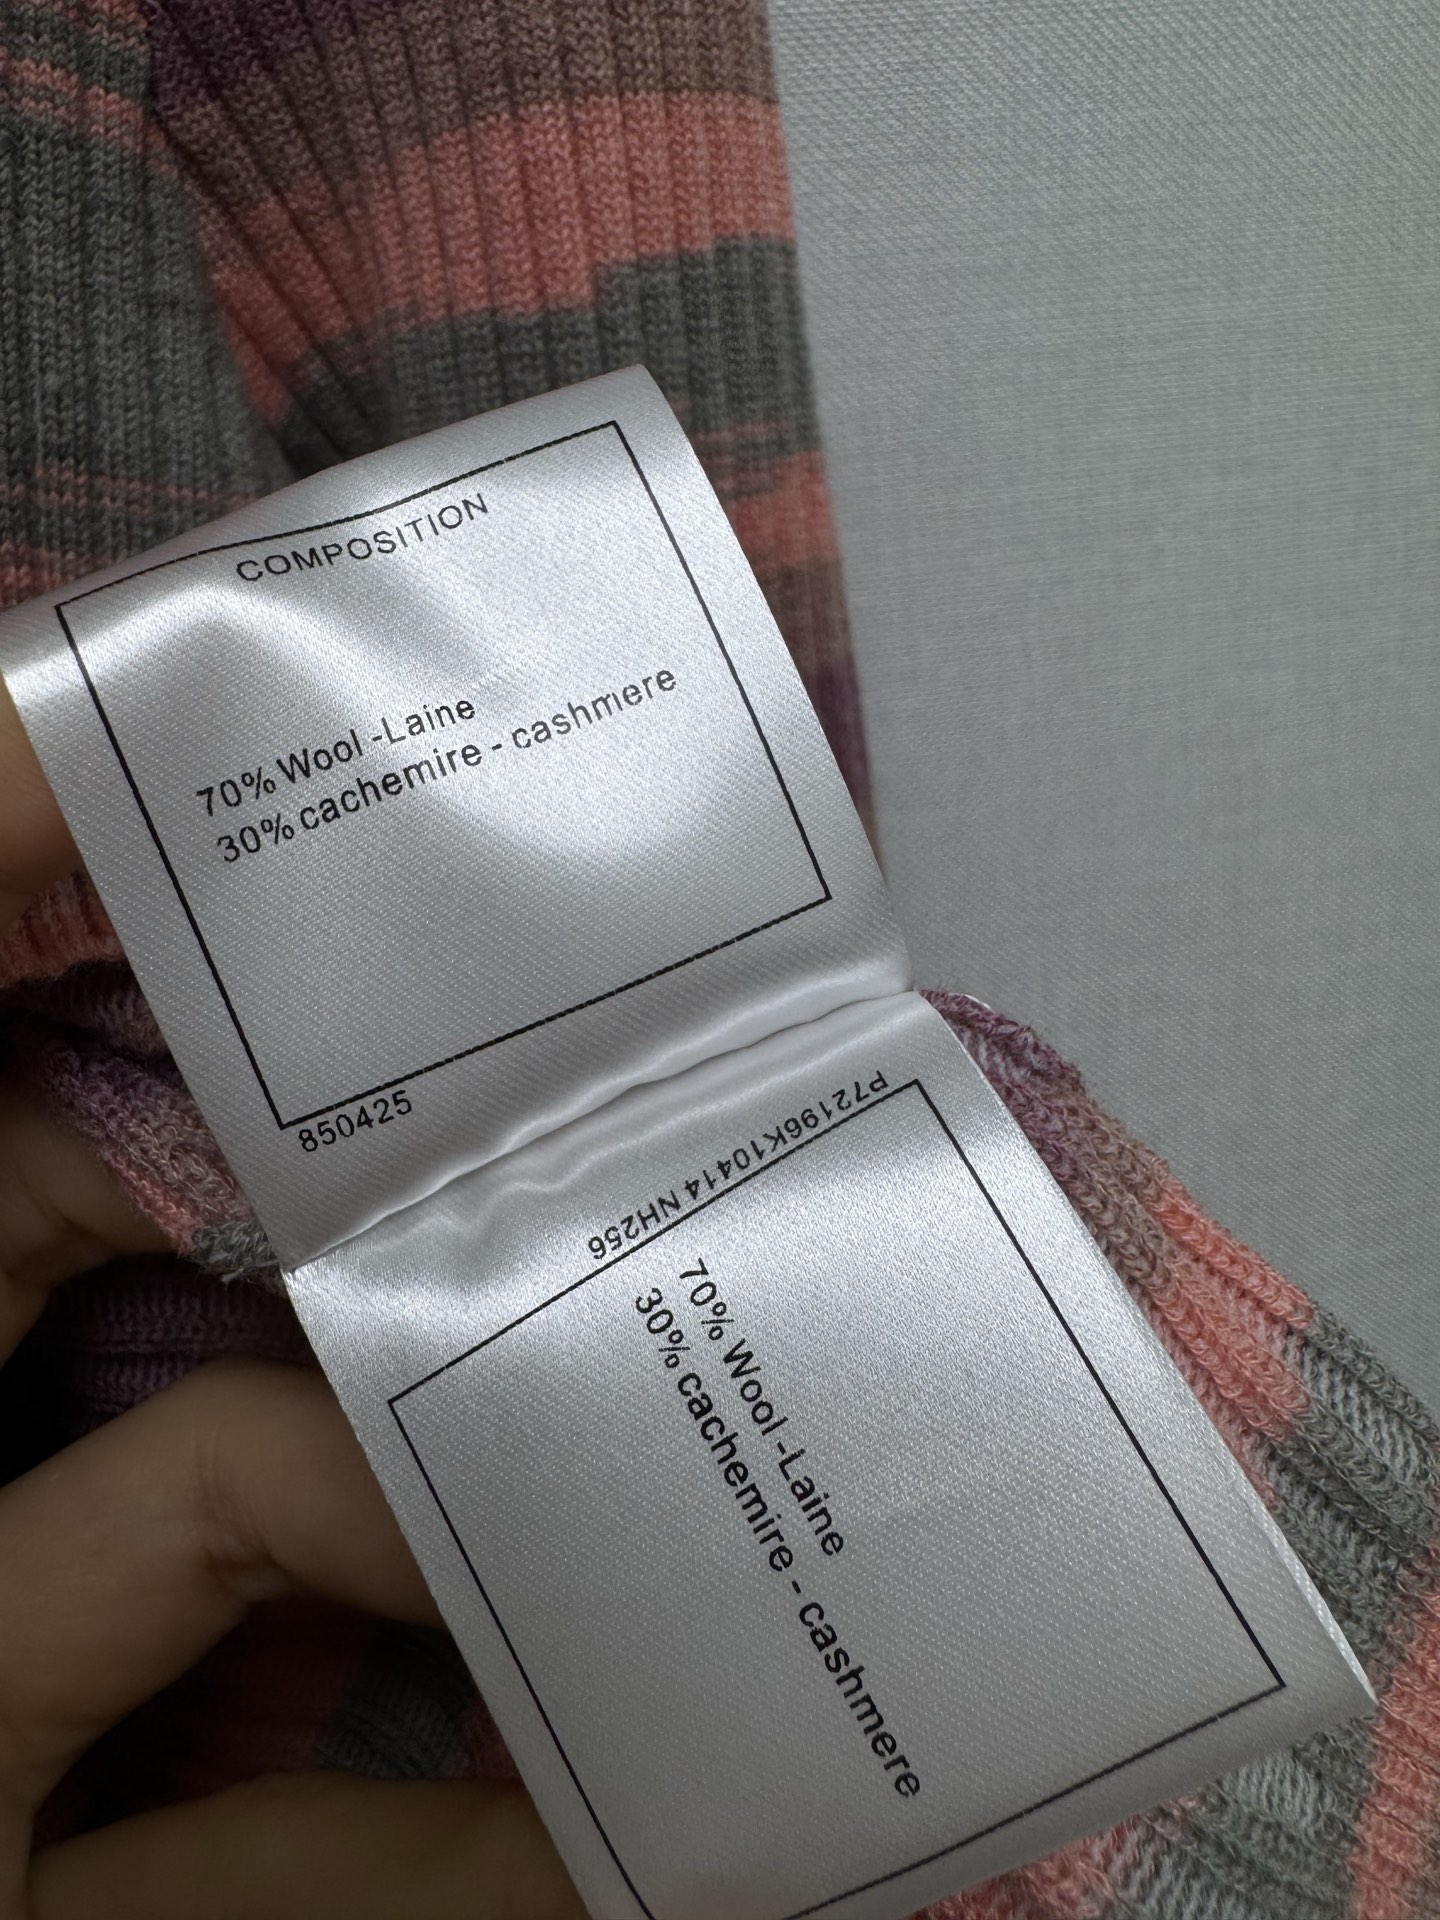 COMPOSITION
70% Wool -Laine
30% cachemire - cashmere
850425
P72196K10414 NH256
70% Wool -Laine
30% cachemire - cashmere